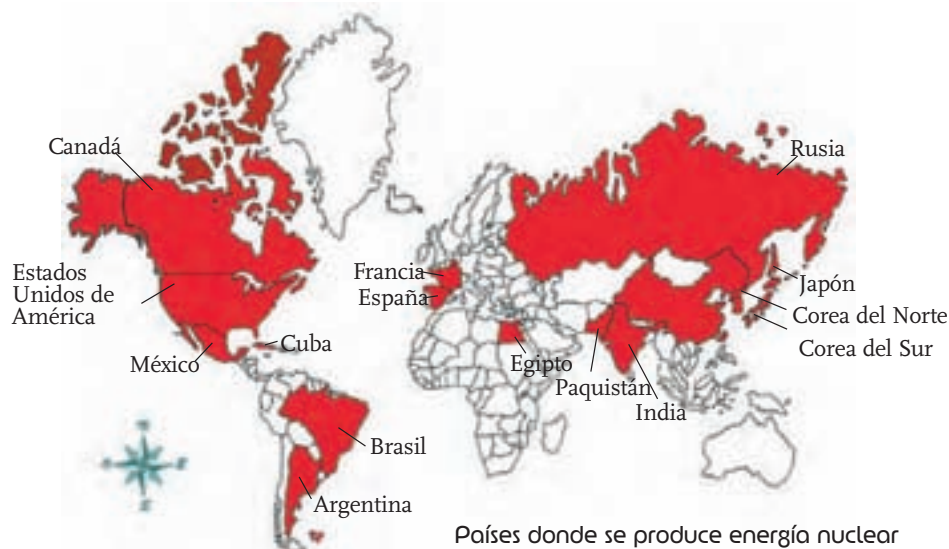 Canadá
Rusia
Estados
Unidos de
América
Francia
España
Japón
Corea del Norte
Corea del Sur
Cuba
México
Egipto
Paquistán
India
Brasil
Argentina
Países donde se produce energía nuclear